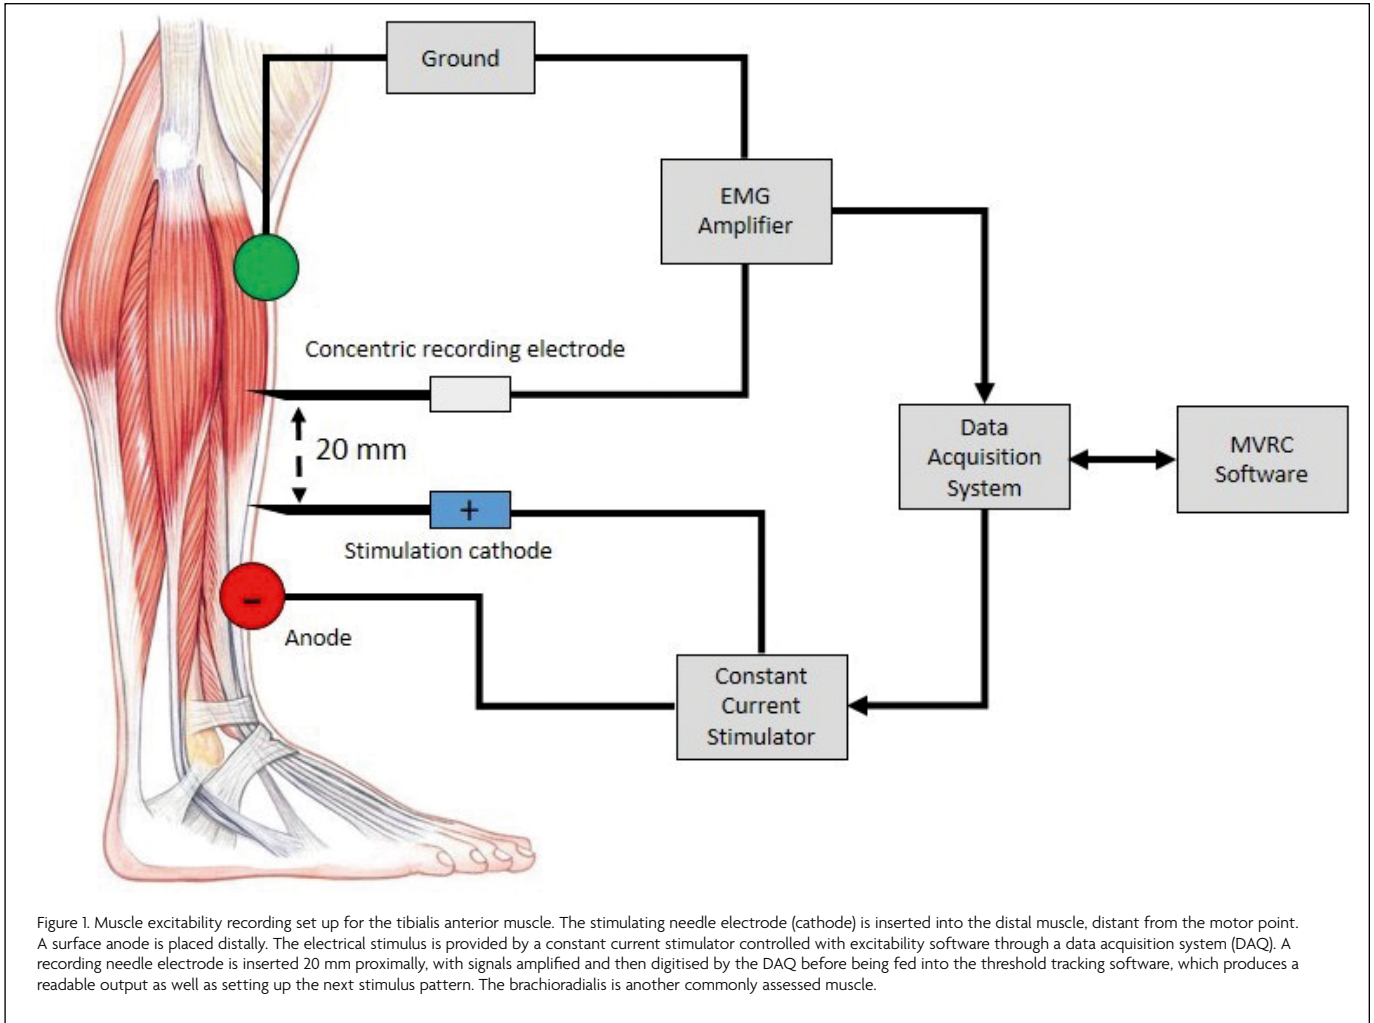 Ground
EMG
Amplifier
Concentric recording electrode
20 mm
Data
Acquisition
System
MVRC
Software
+
Stimulation cathode
-
Anode
Constant
Current
Stimulator
Figure 1. Muscle excitability recording set up for the tibialis anterior muscle. The stimulating needle electrode (cathode) is inserted into the distal muscle, distant from the motor point.
A surface anode is placed distally. The electrical stimulus is provided by a constant current stimulator controlled with excitability software through a data acquisition system (DAQ). A
recording needle electrode is inserted 20 mm proximally, with signals amplified and then digitised by the DAQ before being fed into the threshold tracking software, which produces a
readable output as well as setting up the next stimulus pattern. The brachioradialis is another commonly assessed muscle.